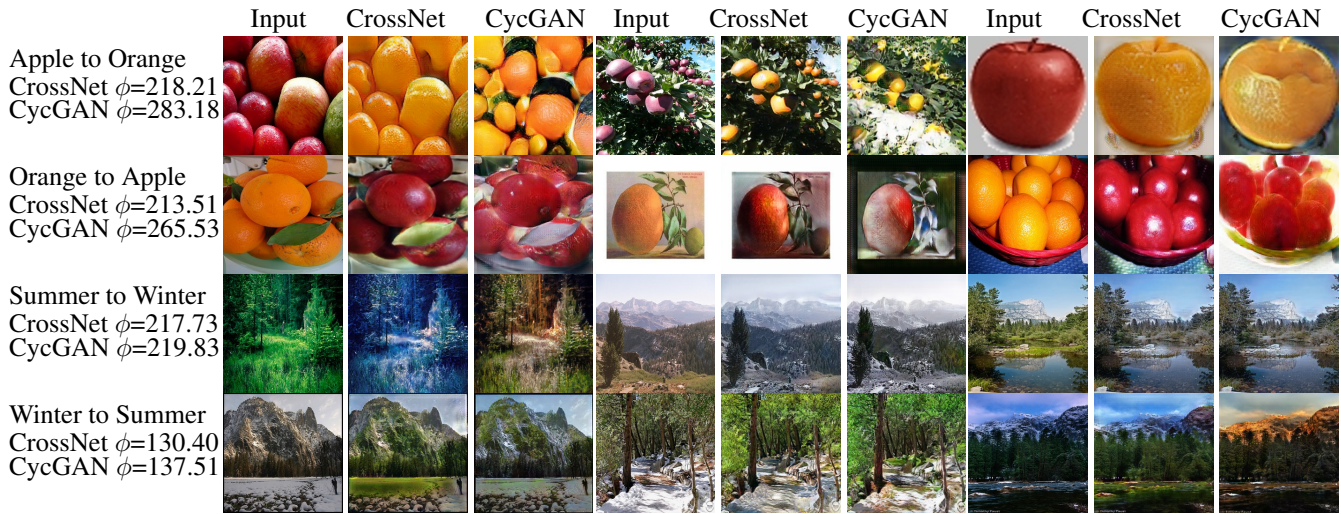 Input CrossNet CycGAN Input CrossNet CycGAN Input CrossNet CycGAN
Apple to Orange
CrossNet ϕ=218.21
CycGAN ϕ=283.18
Orange to Apple
CrossNet ϕ=213.51
CycGAN ϕ=265.53
Summer to Winter
CrossNet ϕ=217.73
CycGAN ϕ=219.83
Winter to Summer
CrossNet ϕ=130.40
CycGAN ϕ=137.51